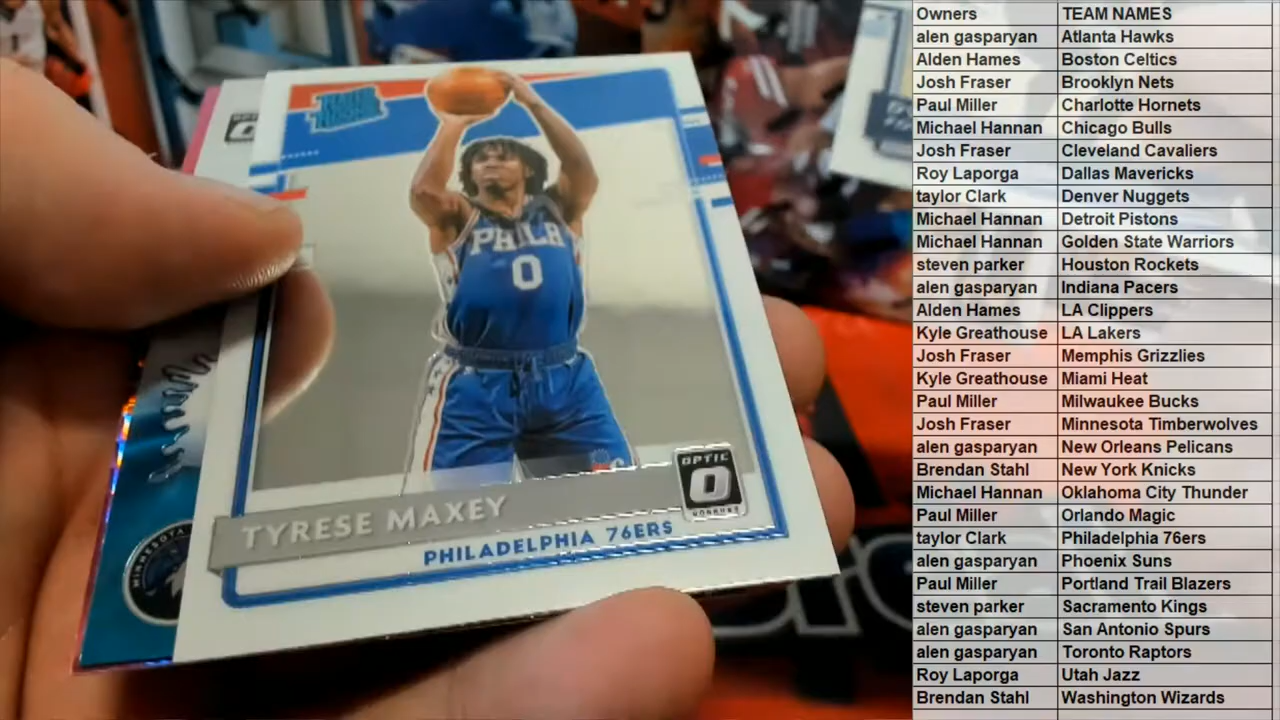 RATED ROOKIE
PHILA
0
TYRESE MAXEY
PHILADELPHIA 76ERS
OPTIC
O
DONRUSS
MINNESOTA
Owners TEAM NAMES
alen gasparyan Atlanta Hawks
Alden Hames Boston Celtics
Josh Fraser Brooklyn Nets
Paul Miller Charlotte Hornets
Michael Hannan Chicago Bulls
Josh Fraser Cleveland Cavaliers
Roy Laporga Dallas Mavericks
taylor Clark Denver Nuggets
Michael Hannan Detroit Pistons
Michael Hannan Golden State Warriors
steven parker Houston Rockets
alen gasparyan Indiana Pacers
Alden Hames LA Clippers
Kyle Greathouse LA Lakers
Josh Fraser Memphis Grizzlies
Kyle Greathouse Miami Heat
Paul Miller Milwaukee Bucks
Josh Fraser Minnesota Timberwolves
alen gasparyan New Orleans Pelicans
Brendan Stahl New York Knicks
Michael Hannan Oklahoma City Thunder
Paul Miller Orlando Magic
taylor Clark Philadelphia 76ers
alen gasparyan Phoenix Suns
Paul Miller Portland Trail Blazers
steven parker Sacramento Kings
alen gasparyan San Antonio Spurs
alen gasparyan Toronto Raptors
Roy Laporga Utah Jazz
Brendan Stahl Washington Wizards